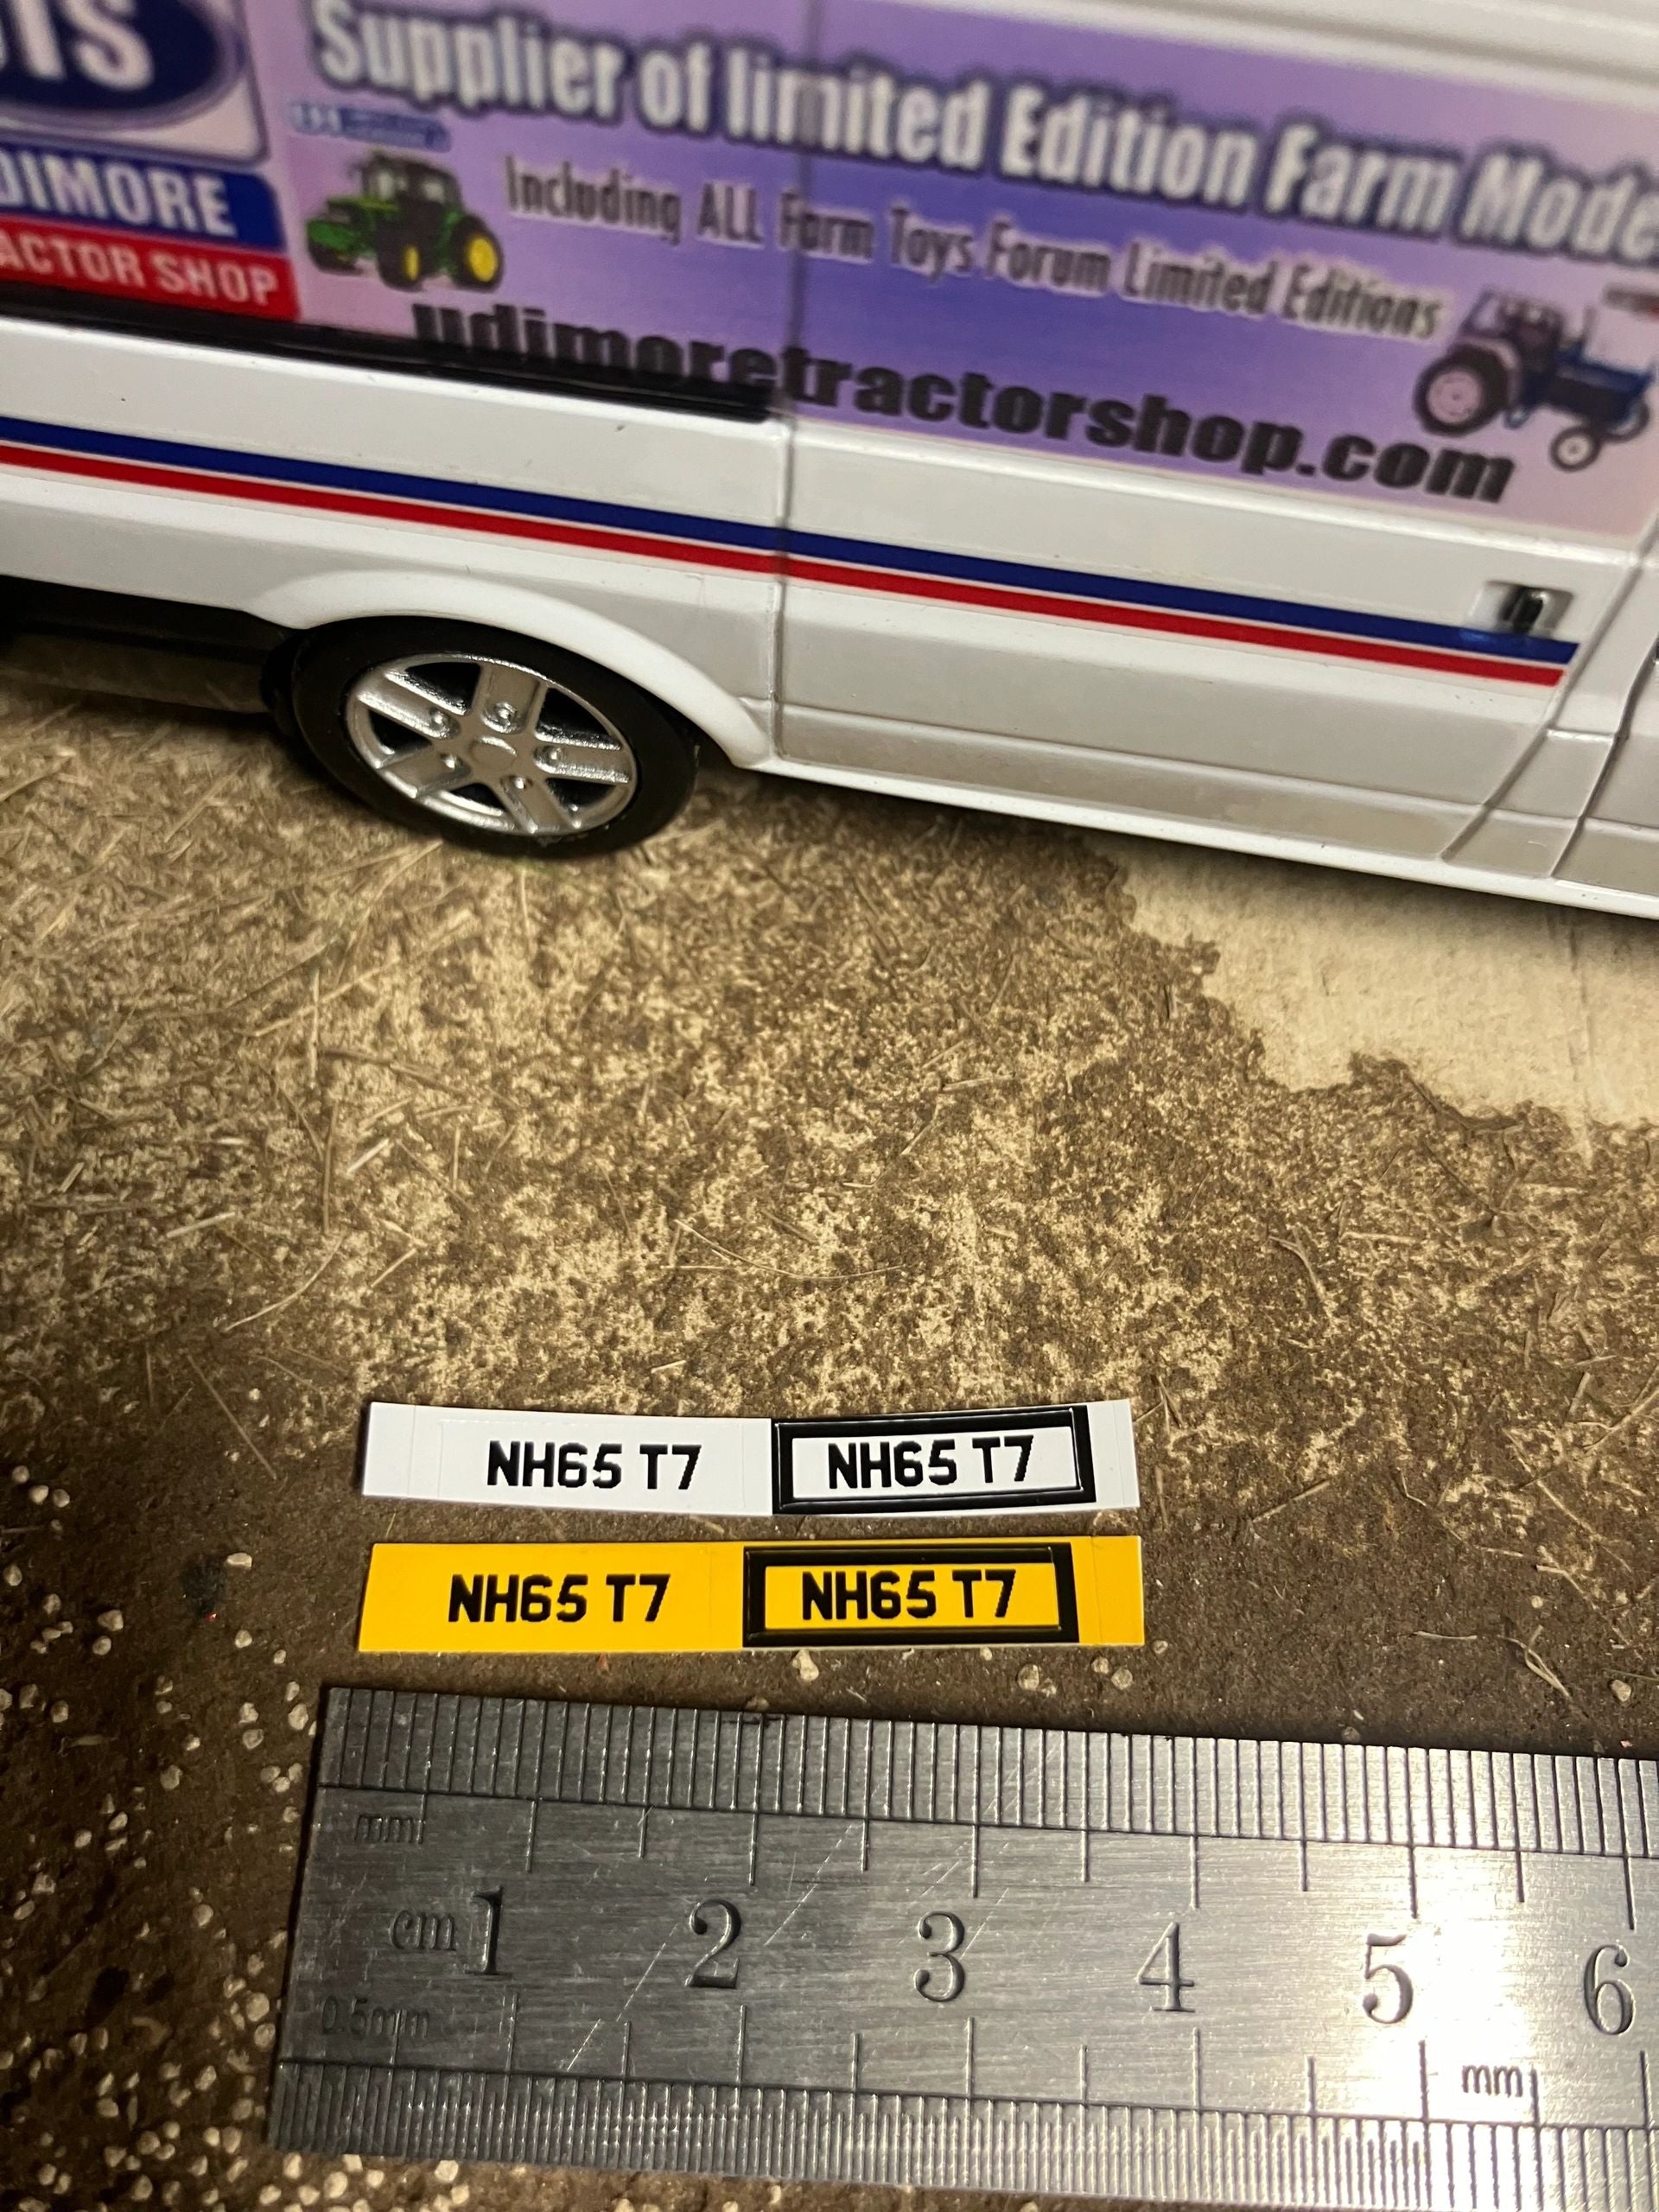 Supplier of limited Edition Farm Mode
Including ALL Farm Toys Forum Limited Editions
udimoretractorshop.com
DIMORE
ACTOR SHOP
NH65 T7 NH65 T7
NH65 T7 NH65 T7
mm
cm 1 2 3 4 5 6
0.5mm mm